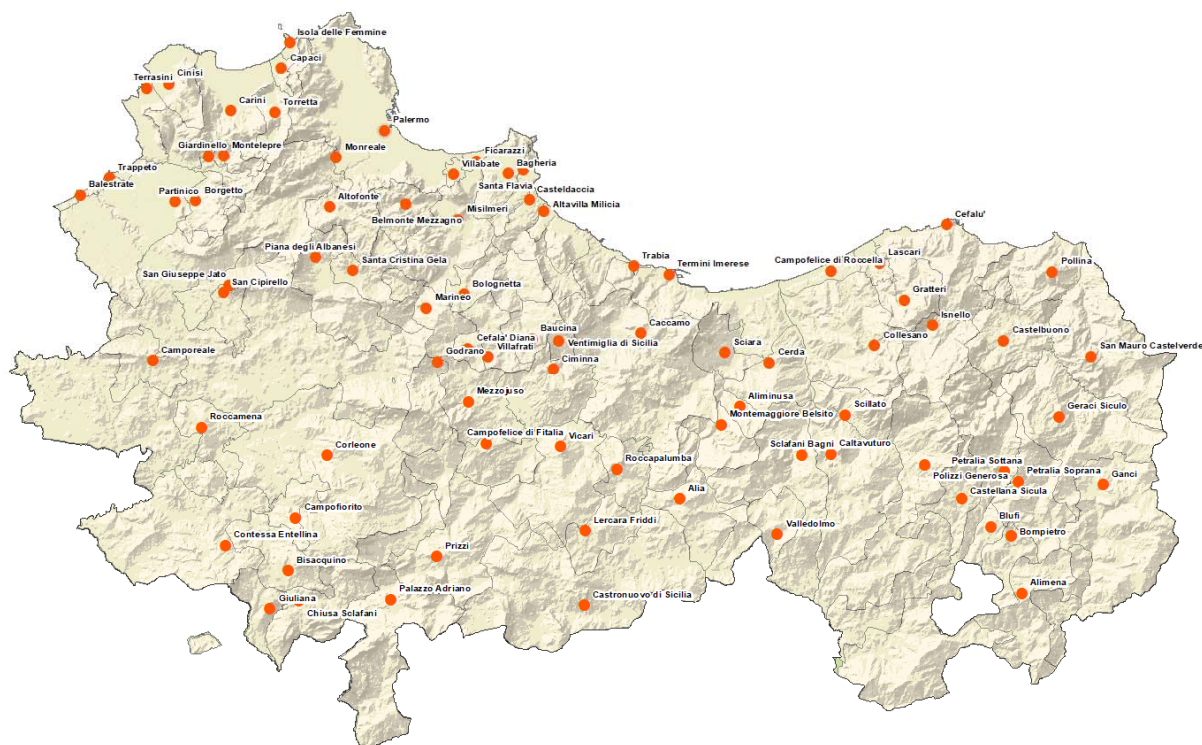 Isola delle Femmine
Capaci
Terrasini
Cinisi
Carini
Torretta
Palermo
Giardinello
Montelepre
Monreale
Ficarazzi
Villabate
Bagheria
Trappeto
Balestrate
Partinico
Borgetto
Santa Flavia
Casteldaccia
Altofonte
Misilmeri
Altavilla Milicia
Belmonte Mezzagno
Cefalu'
Piana degli Albanesi
Santa Cristina Gela
Trabia
Termini Imerese
Campofelice di Roccella
Lascari
Pollina
San Giuseppe Jato
San Cipirello
Bolognetta
Marineo
Gratteri
Isnello
Collesano
Castelbuono
San Mauro Castelverde
Caccamo
Baucina
Cefala' Diana
Ventimiglia di Sicilia
Villafrati
Godrano
Sciara
Cerda
Camporeale
Ciminna
Mezzojuso
Aliminusa
Montemaggiore Belsito
Scillato
Geraci Siculo
Roccamena
Campofelice di Fitalia
Vicari
Corleone
Roccapalumba
Sclafani Bagni
Caltavuturo
Petralia Sottana
Petralia Soprana
Polizzi Generosa
Ganci
Alia
Castellana Sicula
Campofiorito
Lercara Friddi
Valledolmo
Blufi
Bompietro
Contessa Entellina
Prizzi
Bisacquino
Palazzo Adriano
Alimena
Giuliana
Chiusa Sclafani
Castronuovo di Sicilia